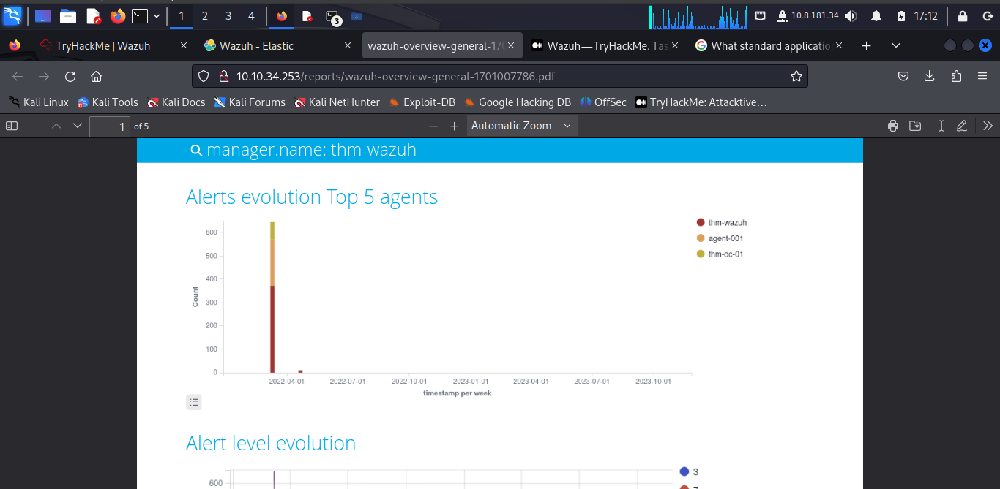 1 2 3 4 3 10.8.181.34 17:12
TryHackMe | Wazuh Wazuh - Elastic wazuh-overview-general-17 Wazuh — TryHackMe. Tas What standard applicatio
10.10.34.253/reports/wazuh-overview-general-1701007786.pdf
Kali Linux Kali Tools Kali Docs Kali Forums Kali NetHunter Exploit-DB Google Hacking DB OffSec TryHackMe: Attacktive…
1 of 5 Automatic Zoom
manager.name: thm-wazuh
Alerts evolution Top 5 agents
thm-wazuh
agent-001
thm-dc-01
600
500
400
300
200
100
0
Count
2022-04-01 2022-07-01 2022-10-01 2023-01-01 2023-04-01 2023-07-01 2023-10-01
timestamp per week
Alert level evolution
3
600